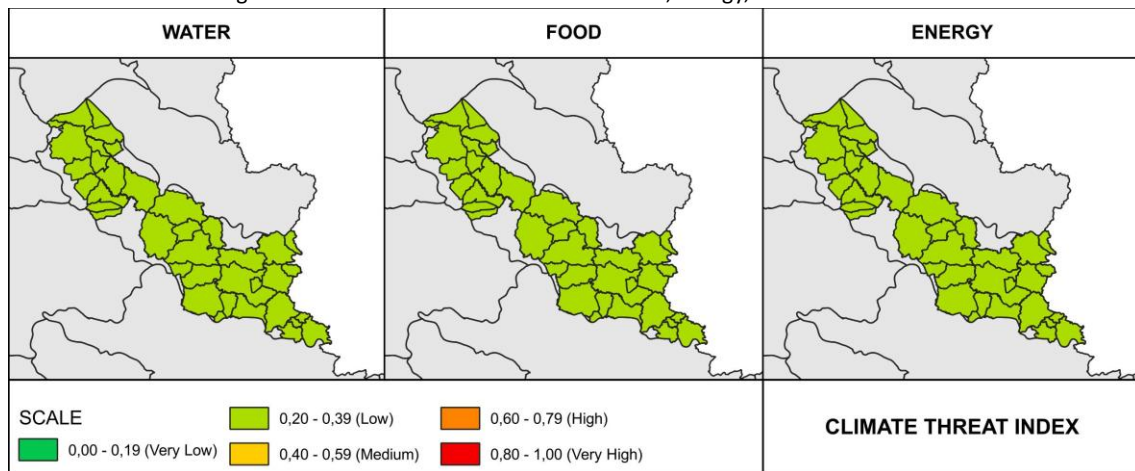 WATER
FOOD
ENERGY
SCALE
0,00 - 0,19 (Very Low)
0,20 - 0,39 (Low)
0,40 - 0,59 (Medium)
0,60 - 0,79 (High)
0,80 - 1,00 (Very High)
CLIMATE THREAT INDEX